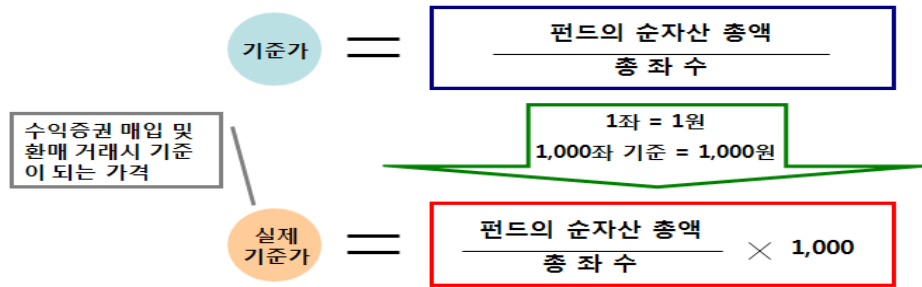 기준가
=
펀드의 순자산 총액
총 좌 수
수익증권 매입 및
환매 거래시 기준
이 되는 가격
1좌 = 1원
1,000좌 기준 = 1,000원
실제
기준가
=
펀드의 순자산 총액
총 좌 수
× 1,000